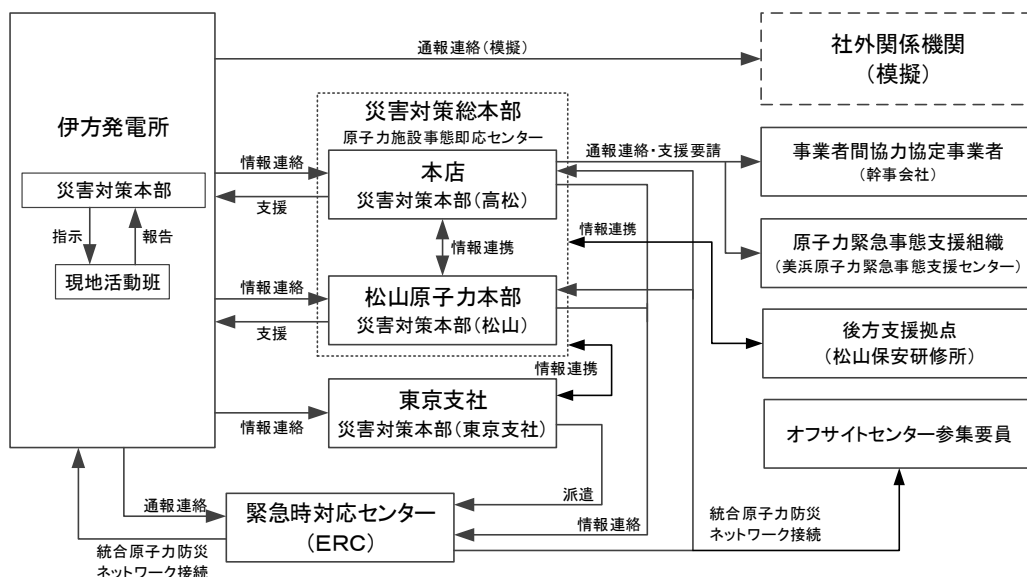 通報連絡(模擬)
社外関係機関
(模擬)
伊方発電所
災害対策総本部
原子力施設事態即応センター
情報連絡
本店
災害対策本部(高松)
通報連絡・支援要請
事業者間協力協定事業者
(幹事会社)
災害対策本部
支援
指示
報告
情報連携
情報連携
原子力緊急事態支援組織
(美浜原子力緊急事態支援センター)
現地活動班
情報連絡
松山原子力本部
災害対策本部(松山)
支援
後方支援拠点
(松山保安研修所)
情報連携
東京支社
災害対策本部(東京支社)
情報連絡
オフサイトセンター参集要員
通報連絡
派遣
緊急時対応センター
(ERC)
情報連絡
統合原子力防災
ネットワーク接続
統合原子力防災
ネットワーク接続